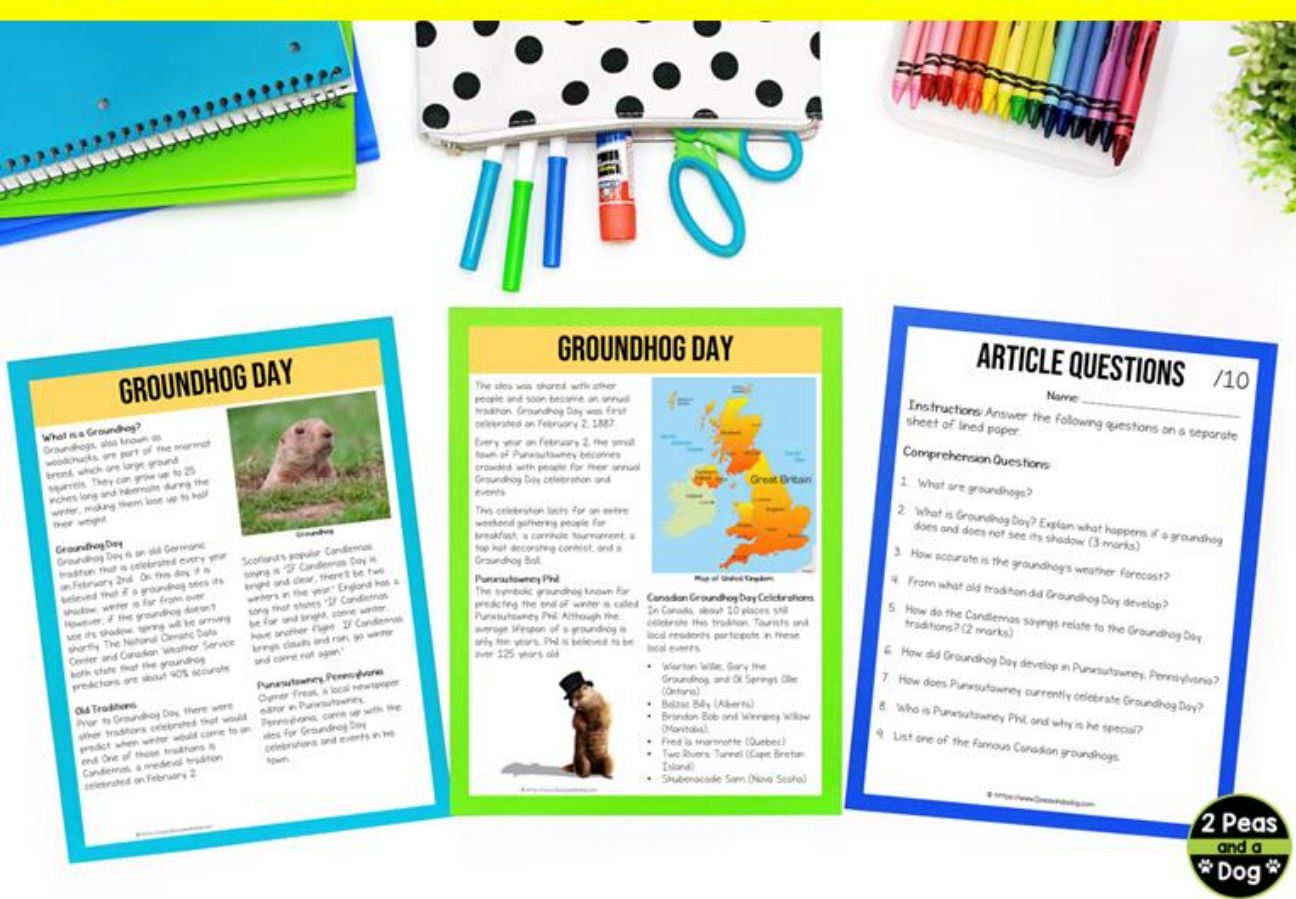 GROUNDHOG DAY
What is a Groundhog?
Groundhogs, also known as
woodchucks, are part of the marmot
breed, which are large ground
squirrels. They can grow up to 25
inches long and hibernate during the
winter, making them lose up to half
their weight.
Groundhog Day
Groundhog Day is an old Germanic
tradition that is celebrated every year
on February 2nd. On this day, it is
believed that if a groundhog sees its
shadow, winter is far from over.
However, if the groundhog doesn't
see its shadow, spring will be arriving
shortly. The National Climatic Data
Center and Canadian Weather Service
both state that the groundhog
predictions are about 40% accurate.
Old Traditions
Prior to Groundhog Day, there were
other traditions celebrated that would
predict when winter would come to an
end. One of those traditions is
Candlemas, a medieval tradition
celebrated on February 2.
Groundhog
Scotland's popular Candlemas
saying is "If Candlemas Day is
bright and clear, there'll be two
winters in the year." England has a
song that states "If Candlemas
be fair and bright, come winter,
have another flight. If Candlemas
brings clouds and rain, go winter
and come not again."
Punxsutawney, Pennsylvania
Clymer Freas, a local newspaper
editor in Punxsutawney,
Pennsylvania, came up with the
idea for Groundhog Day
celebrations and events in his
town.
GROUNDHOG DAY
The idea was shared with other
people and soon became an annual
tradition. Groundhog Day was first
celebrated on February 2, 1887.
Every year on February 2, the small
town of Punxsutawney becomes
crowded with people for their annual
Groundhog Day celebration and
events.
This celebration lasts for an entire
weekend gathering people for
breakfast, a cornhole tournament, a
top hat decorating contest, and a
Groundhog Ball.
Punxsutawney Phil
The symbolic groundhog known for
predicting the end of winter is called
Punxsutawney Phil. Although the
average lifespan of a groundhog is
only ten years, Phil is believed to be
over 125 years old.
Great Britain
Map of United Kingdom
Canadian Groundhog Day Celebrations
In Canada, about 10 places still
celebrate this tradition. Tourists and
local residents participate in these
local events.
• Wiarton Willie, Gary the
Groundhog, and Oil Springs Ollie
(Ontario)
• Balzac Billy (Alberta)
• Brandon Bob and Winnipeg Willow
(Manitoba),
• Fred la marmotte (Quebec)
• Two Rivers Tunnel (Cape Breton
Island)
• Shubenacadie Sam (Nova Scotia)
ARTICLE QUESTIONS /10
Name:
Instructions: Answer the following questions on a separate
sheet of lined paper.
Comprehension Questions:
1. What are groundhogs?
2. What is Groundhog Day? Explain what happens if a groundhog
does and does not see its shadow. (3 marks)
3. How accurate is the groundhog's weather forecast?
4. From what old tradition did Groundhog Day develop?
5. How do the Candlemas sayings relate to the Groundhog Day
traditions? (2 marks)
6. How did Groundhog Day develop in Punxsutawney, Pennsylvania?
7. How does Punxsutawney currently celebrate Groundhog Day?
8. Who is Punxsutawney Phil, and why is he special?
9. List one of the famous Canadian groundhogs.
© https://www.2peasandadog.com
2 Peas
and a
Dog